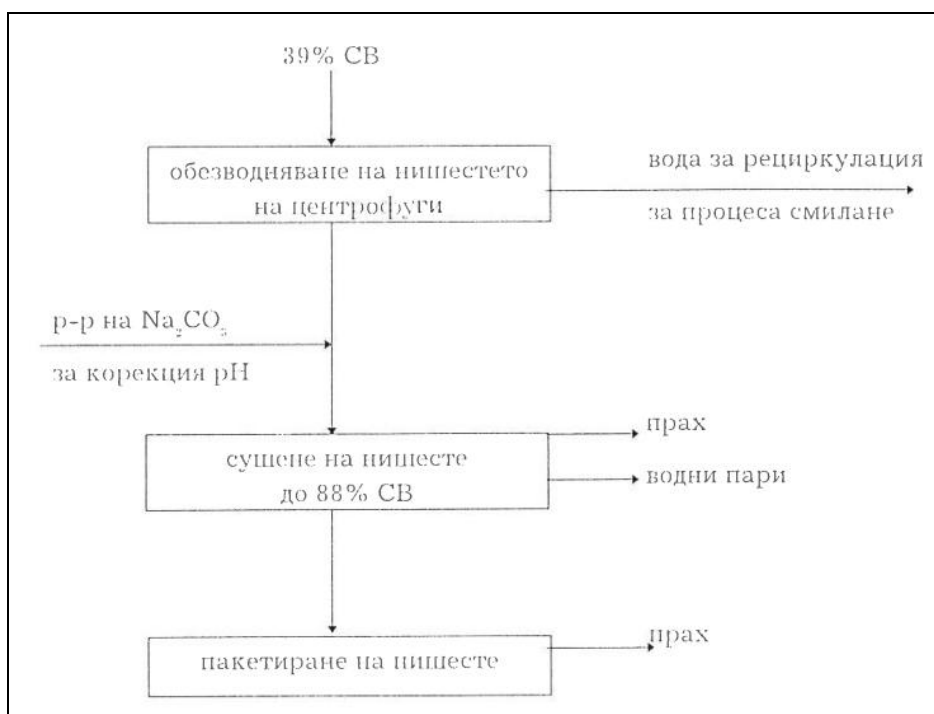 39% СВ
обезводняване на нишестето
на центрофуги
вода за рециркулация
за процеса смилане
р-р на Na₂CO₃
за корекция pH
сушене на нишесте
до 88% СВ
прах
водни пари
пакетиране на нишесте
прах